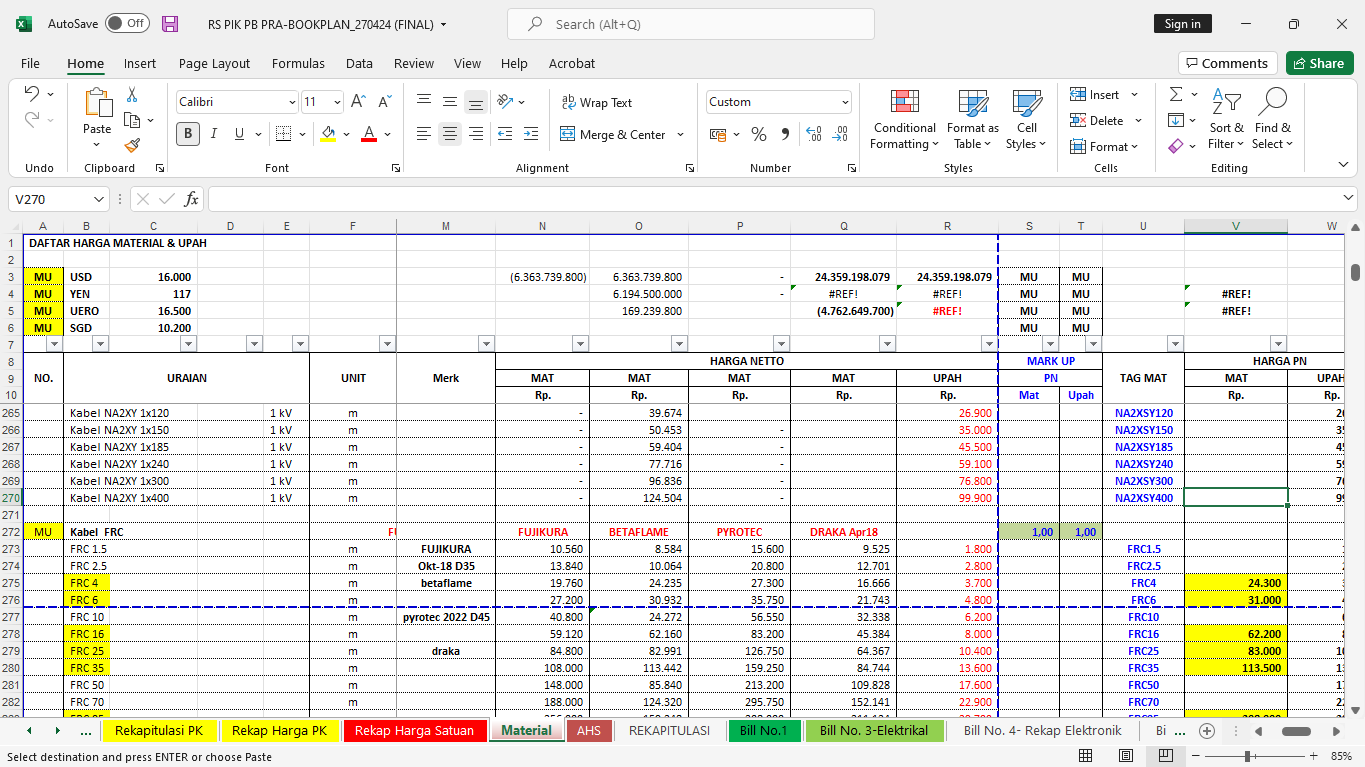 AutoSave Off RS PIK PB PRA-BOOKPLAN_270424 (FINAL) Search (Alt+Q) Sign in
File Home Insert Page Layout Formulas Data Review View Help Acrobat Comments Share
Calibri 11 Wrap Text Custom Insert
Paste B I U Merge & Center Conditional Formatting Format as Table Cell Styles Delete Format Sort & Filter Find & Select
Undo Clipboard Font Alignment Number Styles Cells Editing
V270 fx
A B C D E F M N O P Q R S T U V W
1 DAFTAR HARGA MATERIAL & UPAH
2
3 MU USD 16.000 (6.363.739.800) 6.363.739.800 - 24.359.198.079 24.359.198.079 MU MU
4 MU YEN 117 6.194.500.000 - #REF! #REF! MU MU #REF!
5 MU UERO 16.500 169.239.800 (4.762.649.700) #REF! MU MU #REF!
6 MU SGD 10.200 MU MU
7
8 HARGA NETTO MARK UP HARGA PN
9 NO. URAIAN UNIT Merk MAT MAT MAT MAT UPAH PN TAG MAT MAT UPAH
10 Rp. Rp. Rp. Rp. Rp. Mat Upah Rp. Rp.
265 Kabel NA2XY 1x120 1 kV m - 39.674 26.900 NA2XSY120
266 Kabel NA2XY 1x150 1 kV m - 50.453 - 35.000 NA2XSY150
267 Kabel NA2XY 1x185 1 kV m - 59.404 - 45.500 NA2XSY185
268 Kabel NA2XY 1x240 1 kV m - 77.716 - 59.100 NA2XSY240
269 Kabel NA2XY 1x300 1 kV m - 96.836 - 76.800 NA2XSY300
270 Kabel NA2XY 1x400 1 kV m - 124.504 - 99.900 NA2XSY400
271
272 MU Kabel FRC FUJIKURA BETAFLAME PYROTEC DRAKA Apr18 1,00 1,00
273 FRC 1.5 m FUJIKURA 10.560 8.584 15.600 9.525 1.800 FRC1.5
274 FRC 2.5 m Okt-18 D35 13.840 10.064 20.800 12.701 2.800 FRC2.5
275 FRC 4 m betaflame 19.760 24.235 27.300 16.666 3.700 FRC4 24.300
276 FRC 6 m 27.200 30.932 35.750 21.743 4.800 FRC6 31.000
277 FRC 10 m pyrotec 2022 D45 40.800 24.272 56.550 32.338 6.200 FRC10
278 FRC 16 m 59.120 62.160 83.200 45.384 8.000 FRC16 62.200
279 FRC 25 m draka 84.800 82.991 126.750 64.367 10.400 FRC25 83.000
280 FRC 35 m 108.000 113.442 159.250 84.744 13.600 FRC35 113.500
281 FRC 50 m 148.000 85.840 213.200 109.828 17.600 FRC50
282 FRC 70 m 188.000 124.320 295.750 152.141 22.900 FRC70
... Rekapitulasi PK Rekap Harga PK Rekap Harga Satuan Material AHS REKAPITULASI Bill No.1 Bill No. 3-Elektrikal Bill No. 4- Rekap Elektronik Bi ...
Select destination and press ENTER or choose Paste 85%